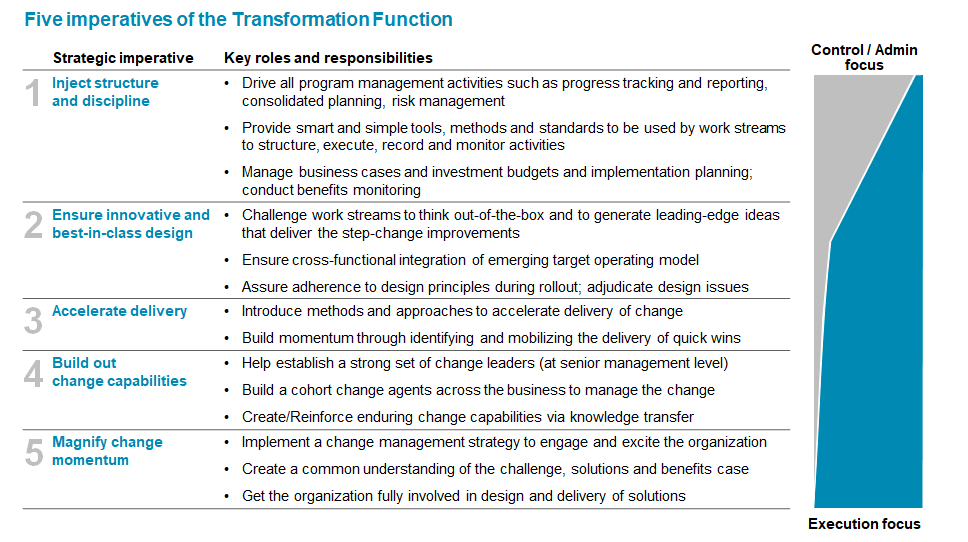 Five imperatives of the Transformation Function
Strategic imperative
Key roles and responsibilities
Control / Admin
focus
1
Inject structure
and discipline
• Drive all program management activities such as progress tracking and reporting,
consolidated planning, risk management
• Provide smart and simple tools, methods and standards to be used by work streams
to structure, execute, record and monitor activities
• Manage business cases and investment budgets and implementation planning;
conduct benefits monitoring
2
Ensure innovative and
best-in-class design
• Challenge work streams to think out-of-the-box and to generate leading-edge ideas
that deliver the step-change improvements
• Ensure cross-functional integration of emerging target operating model
• Assure adherence to design principles during rollout; adjudicate design issues
3
Accelerate delivery
• Introduce methods and approaches to accelerate delivery of change
• Build momentum through identifying and mobilizing the delivery of quick wins
4
Build out
change capabilities
• Help establish a strong set of change leaders (at senior management level)
• Build a cohort change agents across the business to manage the change
• Create/Reinforce enduring change capabilities via knowledge transfer
5
Magnify change
momentum
• Implement a change management strategy to engage and excite the organization
• Create a common understanding of the challenge, solutions and benefits case
• Get the organization fully involved in design and delivery of solutions
Execution focus